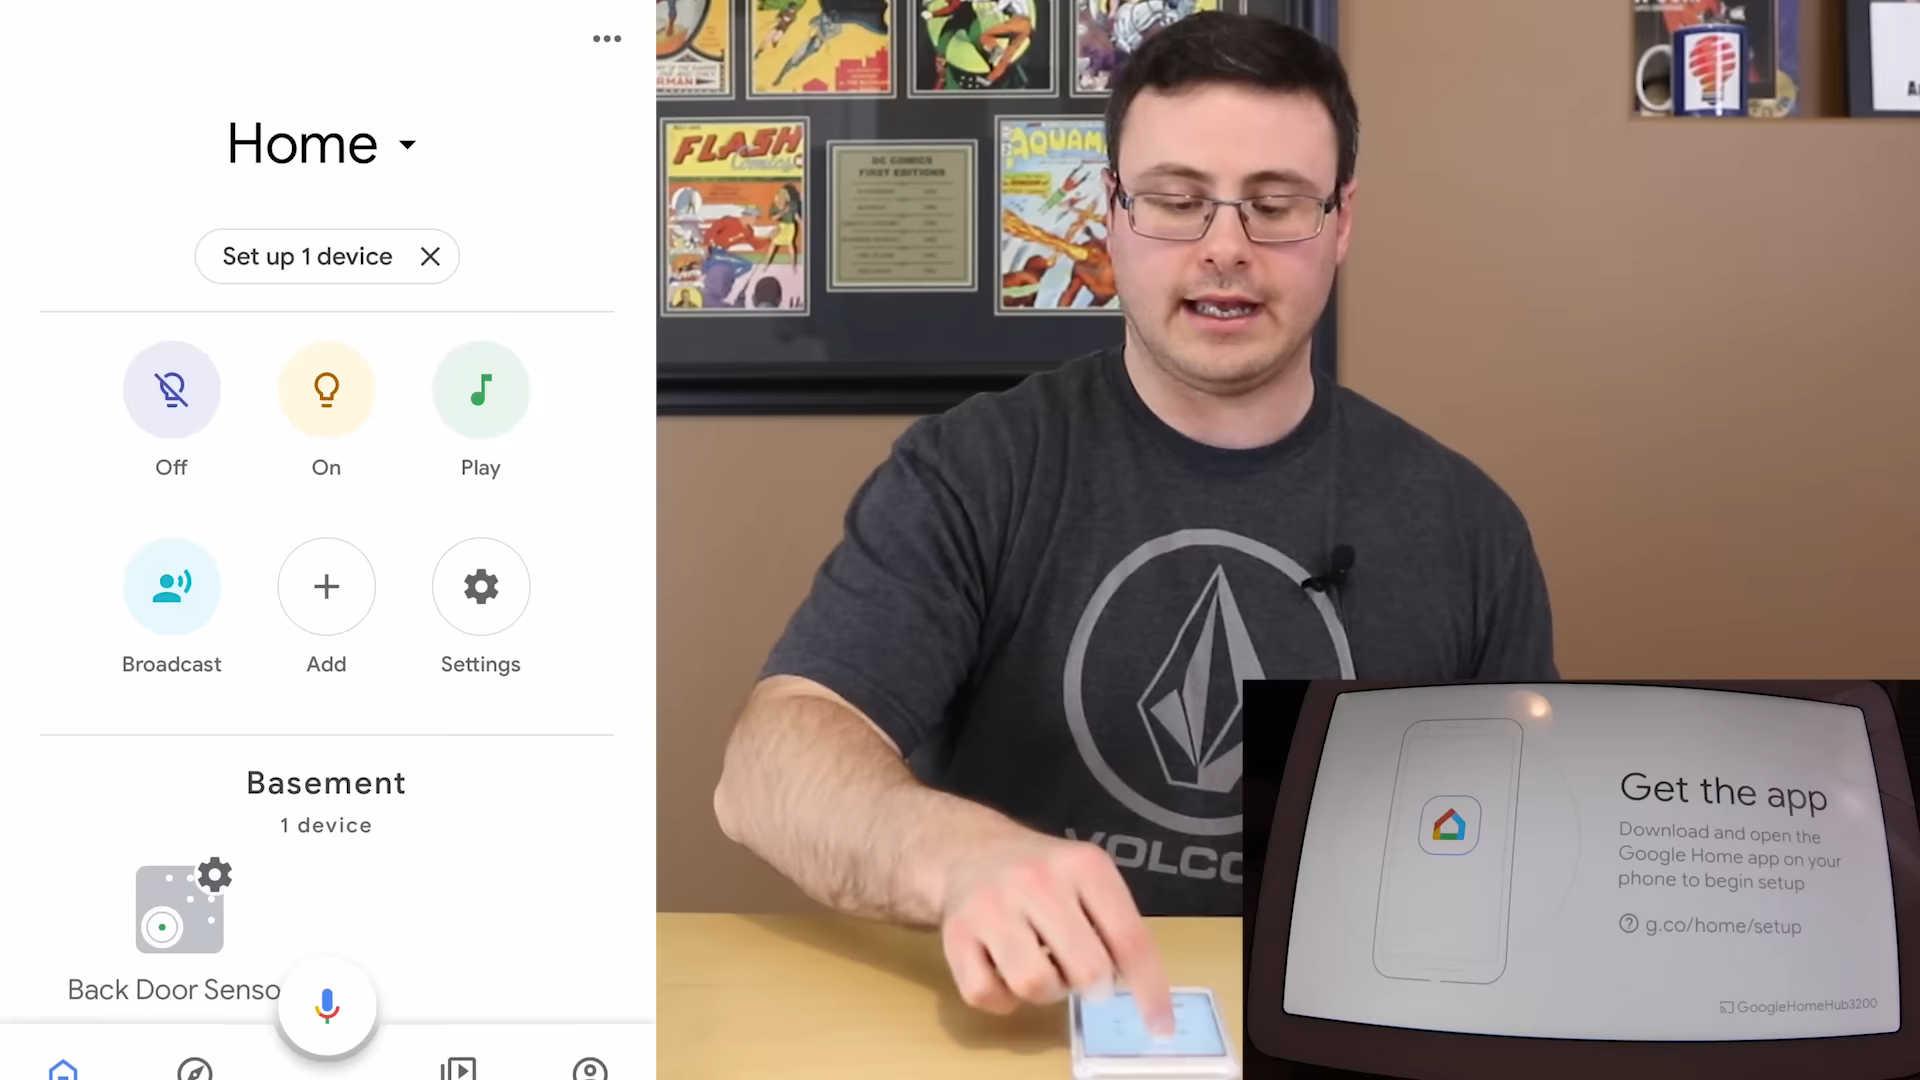 Home
Set up 1 device
Off
On
Play
Broadcast
Add
Settings
Basement
1 device
Back Door Senso
FLASH
Comics
DC COMICS
FIRST EDITIONS
AQUAM
VOLCO
Get the app
Download and open the
Google Home app on your
phone to begin setup
g.co/home/setup
GoogleHomeHub3200